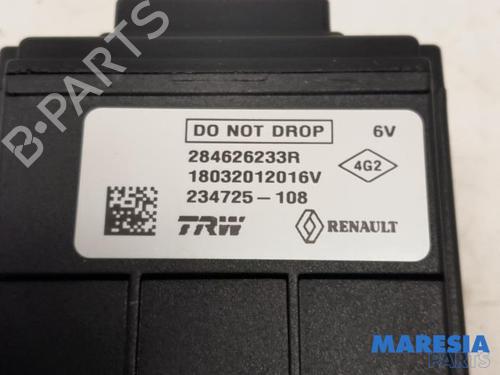 B-PARTS
DO NOT DROP 6V
284626233R
18032012016V
4G2
234725-108
TRW RENAULT
MARESIA
PARTS